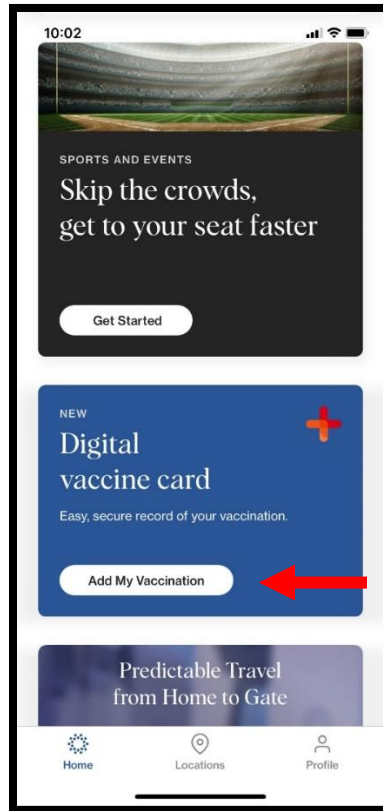 10:02
SPORTS AND EVENTS
Skip the crowds,
get to your seat faster
Get Started
NEW
Digital
vaccine card
Easy, secure record of your vaccination.
Add My Vaccination
Predictable Travel
from Home to Gate
Home
Locations
Profile